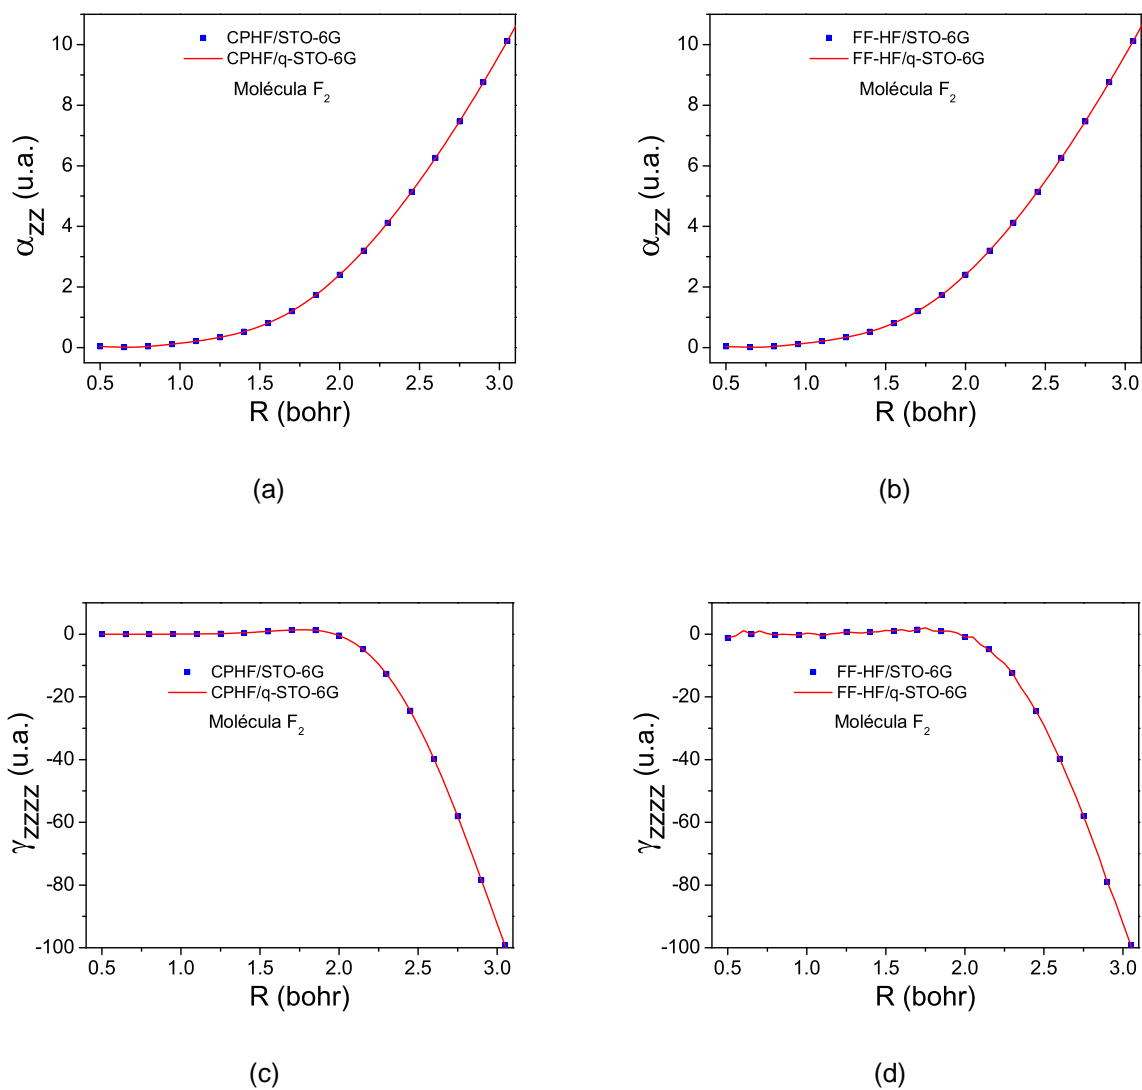 CPHF/STO-6G
CPHF/q-STO-6G
Molécula F2
αZZ (u.a.)
10
8
6
4
2
0
0.5 1.0 1.5 2.0 2.5 3.0
R (bohr)
(a)
FF-HF/STO-6G
FF-HF/q-STO-6G
Molécula F2
αZZ (u.a.)
10
8
6
4
2
0
0.5 1.0 1.5 2.0 2.5 3.0
R (bohr)
(b)
CPHF/STO-6G
CPHF/q-STO-6G
Molécula F2
γZZZZ (u.a.)
0
-20
-40
-60
-80
-100
0.5 1.0 1.5 2.0 2.5 3.0
R (bohr)
(c)
FF-HF/STO-6G
FF-HF/q-STO-6G
Molécula F2
γZZZZ (u.a.)
0
-20
-40
-60
-80
-100
0.5 1.0 1.5 2.0 2.5 3.0
R (bohr)
(d)